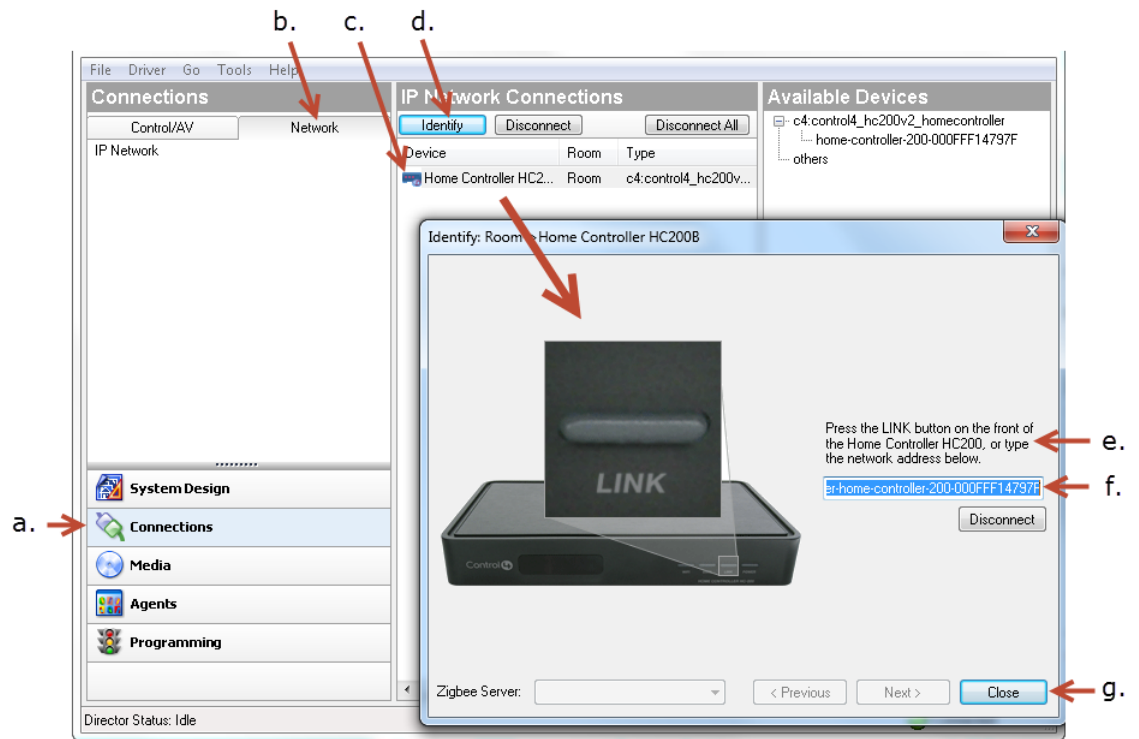 b. c. d.
File Driver Go Tools Help
Connections
Control/AV Network
IP Network
IP Network Connections
Identify Disconnect Disconnect All
Device Room Type
Home Controller HC2... Room c4:control4_hc200v...
Available Devices
c4:control4_hc200v2_homecontroller
home-controller-200-000FFF14797F
others
Identify: Room > Home Controller HC200B
X
LINK
Control4
Press the LINK button on the front of
the Home Controller HC200, or type
the network address below.
e.
er-home-controller-200-000FFF14797F
f.
Disconnect
a.
System Design
Connections
Media
Agents
Programming
Zigbee Server: < Previous Next > Close
g.
Director Status: Idle